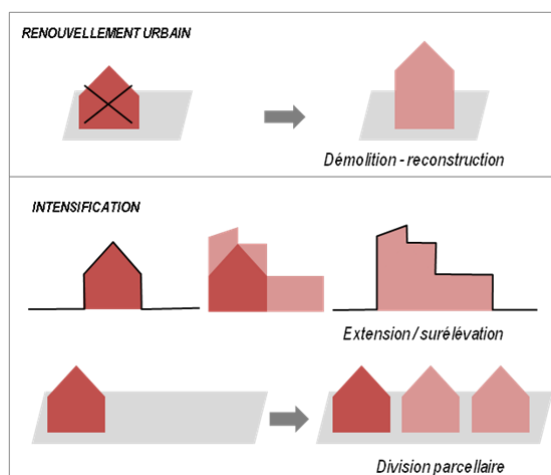 RENOUVELLEMENT URBAIN
Démolition - reconstruction
INTENSIFICATION
Extension / surélévation
Division parcellaire